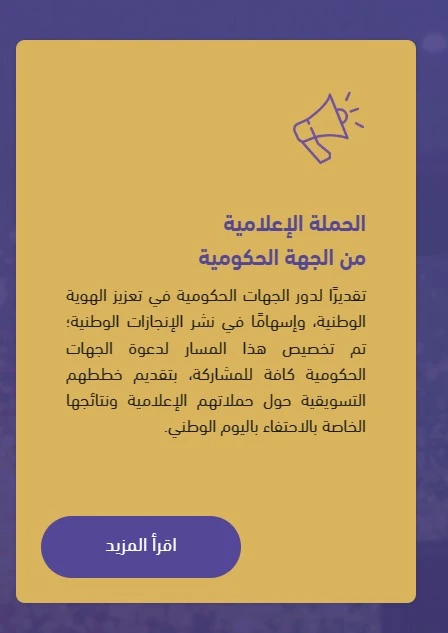 الحملة الإعلامية
من الجهة الحكومية
تقديرًا لدور الجهات الحكومية في تعزيز الهوية
الوطنية، وإسهامًا في نشر الإنجازات الوطنية؛
تم تخصيص هذا المسار لدعوة الجهات
الحكومية كافة للمشاركة، بتقديم خططهم
التسويقية حول حملاتهم الإعلامية ونتائجها
الخاصة بالاحتفاء باليوم الوطني.
اقرأ المزيد